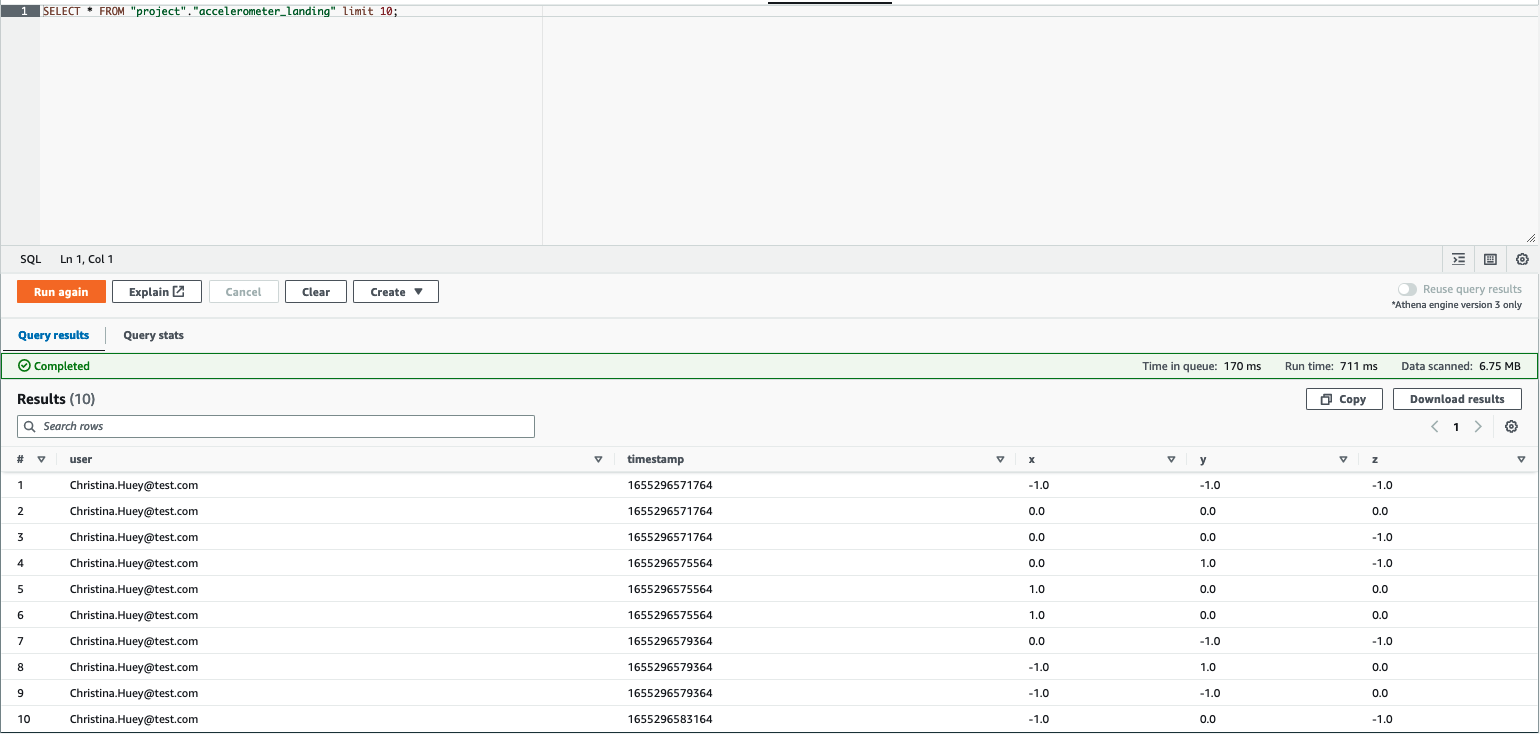 1 SELECT * FROM "project"."accelerometer_landing" limit 10;
SQL Ln 1, Col 1
Run again Explain Cancel Clear Create Reuse query results
*Athena engine version 3 only
Query results Query stats
Completed Time in queue: 170 ms Run time: 711 ms Data scanned: 6.75 MB
Results (10) Copy Download results
Search rows 1
# user timestamp x y z
1 Christina.Huey@test.com 1655296571764 -1.0 -1.0 -1.0
2 Christina.Huey@test.com 1655296571764 0.0 0.0 0.0
3 Christina.Huey@test.com 1655296571764 0.0 0.0 -1.0
4 Christina.Huey@test.com 1655296575564 0.0 1.0 -1.0
5 Christina.Huey@test.com 1655296575564 1.0 0.0 0.0
6 Christina.Huey@test.com 1655296575564 1.0 0.0 0.0
7 Christina.Huey@test.com 1655296579364 0.0 -1.0 -1.0
8 Christina.Huey@test.com 1655296579364 -1.0 1.0 0.0
9 Christina.Huey@test.com 1655296579364 -1.0 -1.0 0.0
10 Christina.Huey@test.com 1655296583164 -1.0 0.0 -1.0